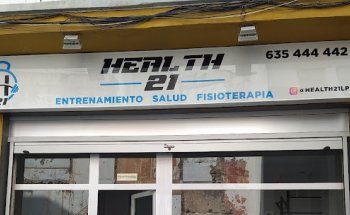 HEALTH
21
635 444 442
ENTRENAMIENTO SALUD FISIOTERAPIA
@HEALTH21LP